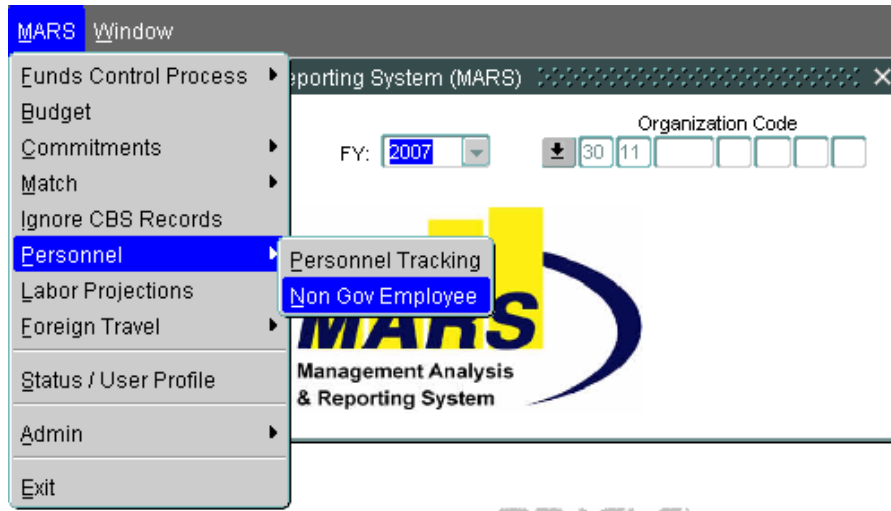 MARS Window
Funds Control Process
Budget
Commitments
Match
Ignore CBS Records
Personnel
Labor Projections
Foreign Travel
Status / User Profile
Admin
Exit
Personnel Tracking
Non Gov Employee
eporting System (MARS)
Organization Code
FY: 2007 30 11
MARS
Management Analysis
& Reporting System